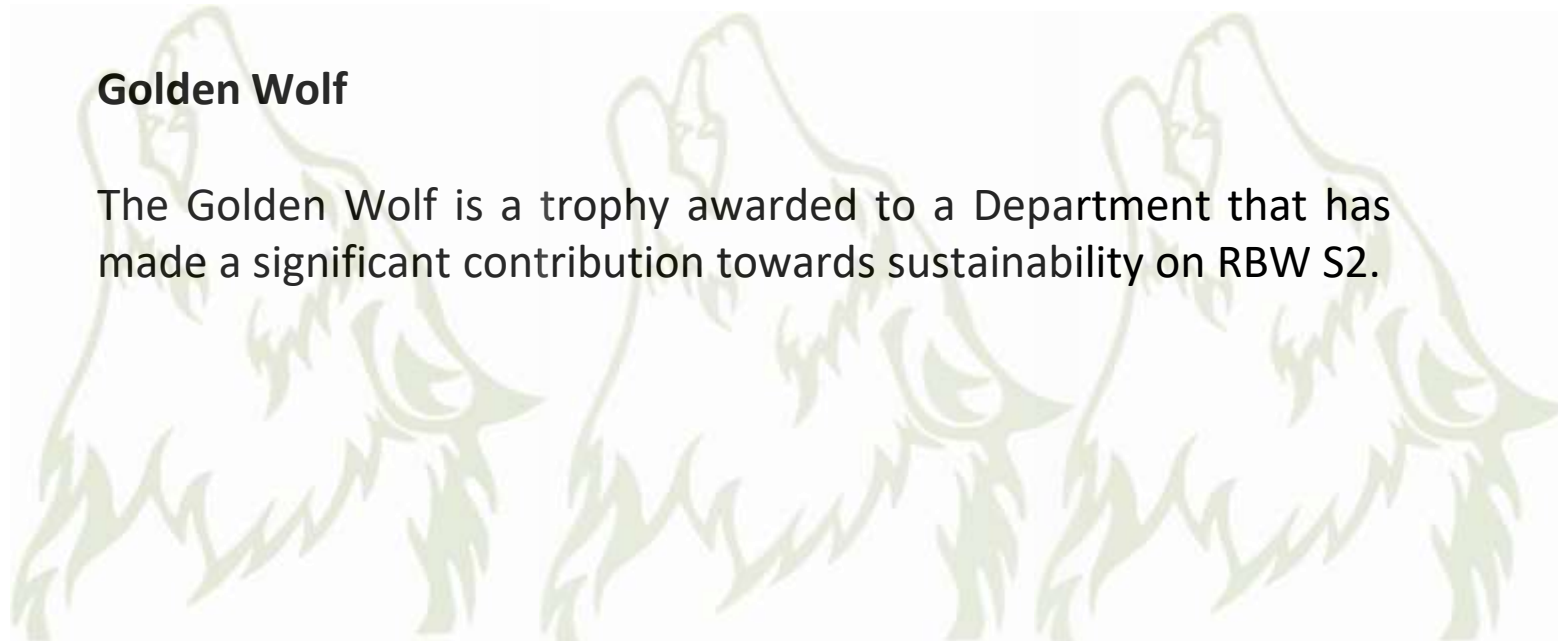 Golden Wolf
The Golden Wolf is a trophy awarded to a Department that has
made a significant contribution towards sustainability on RBW S2.